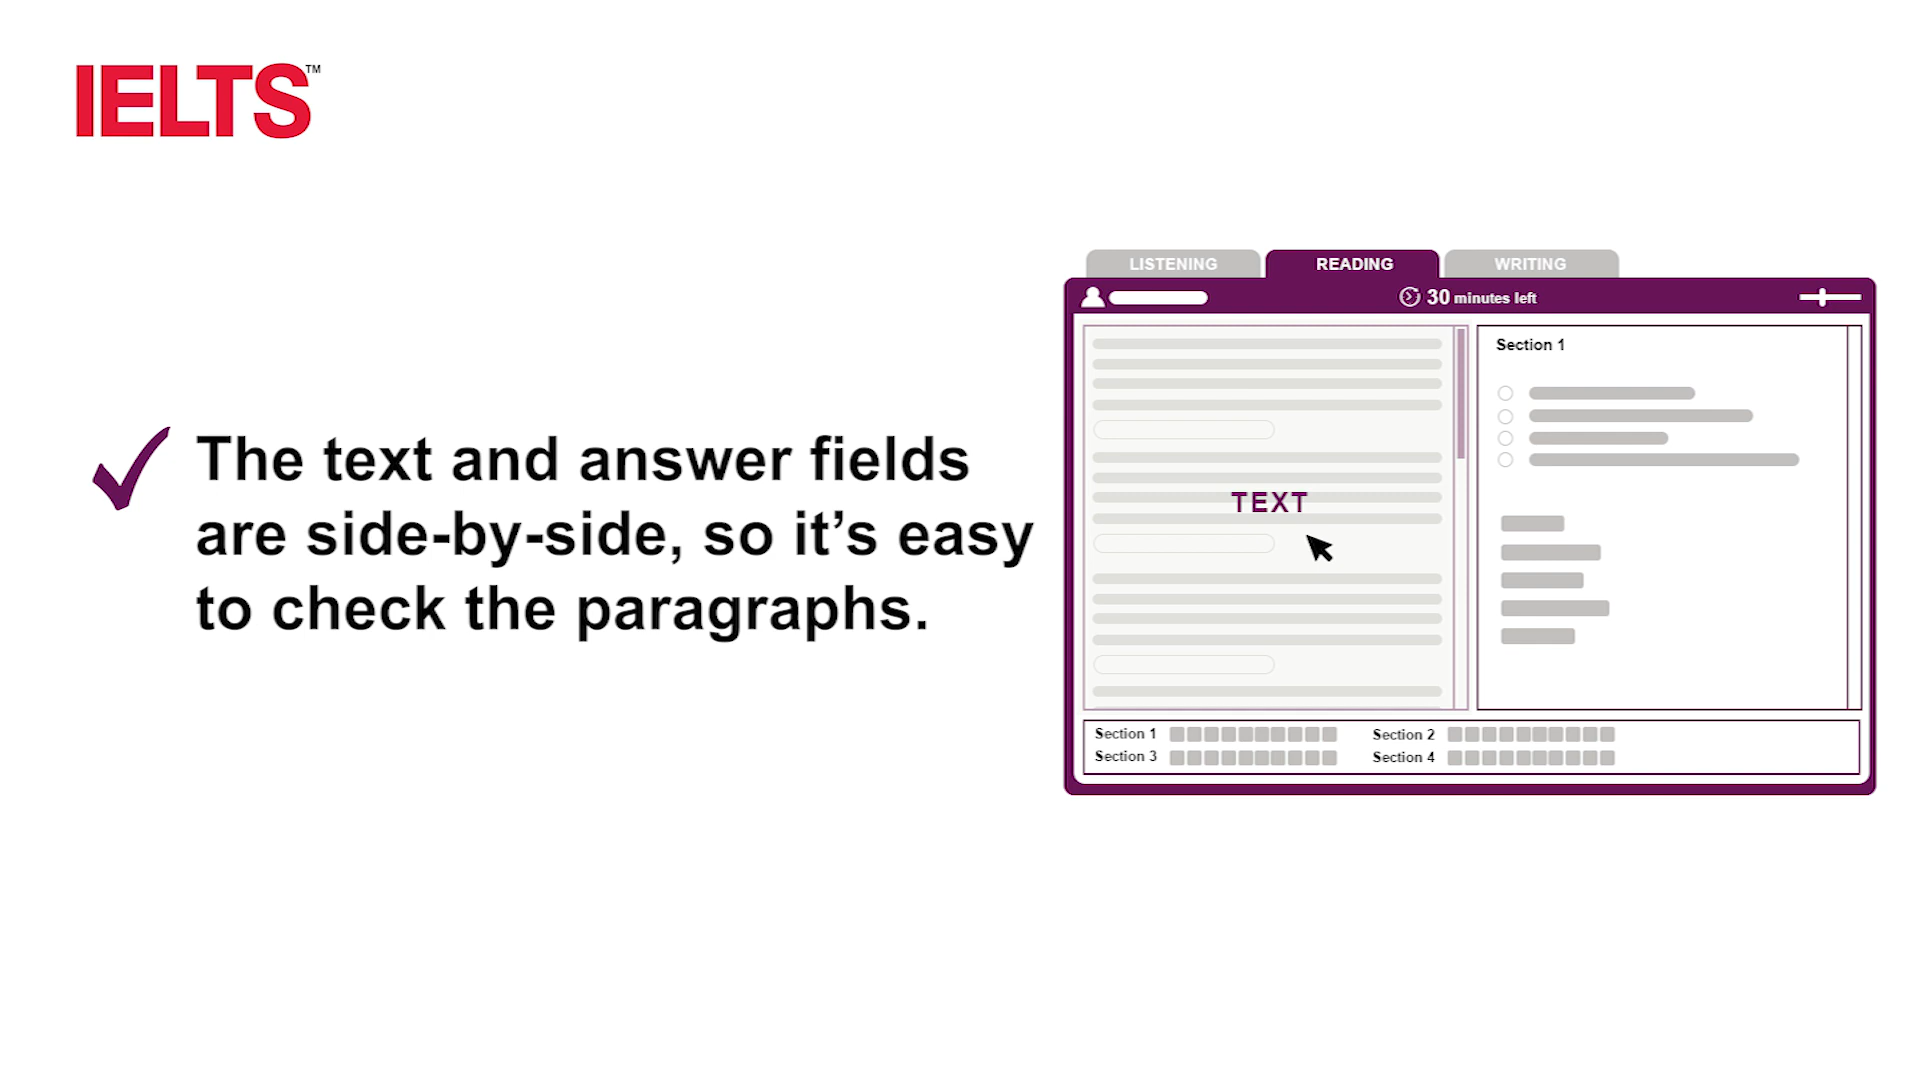 IELTS™
The text and answer fields
are side-by-side, so it’s easy
to check the paragraphs.
LISTENING
READING
WRITING
30 minutes left
TEXT
Section 1
Section 1
Section 2
Section 3
Section 4